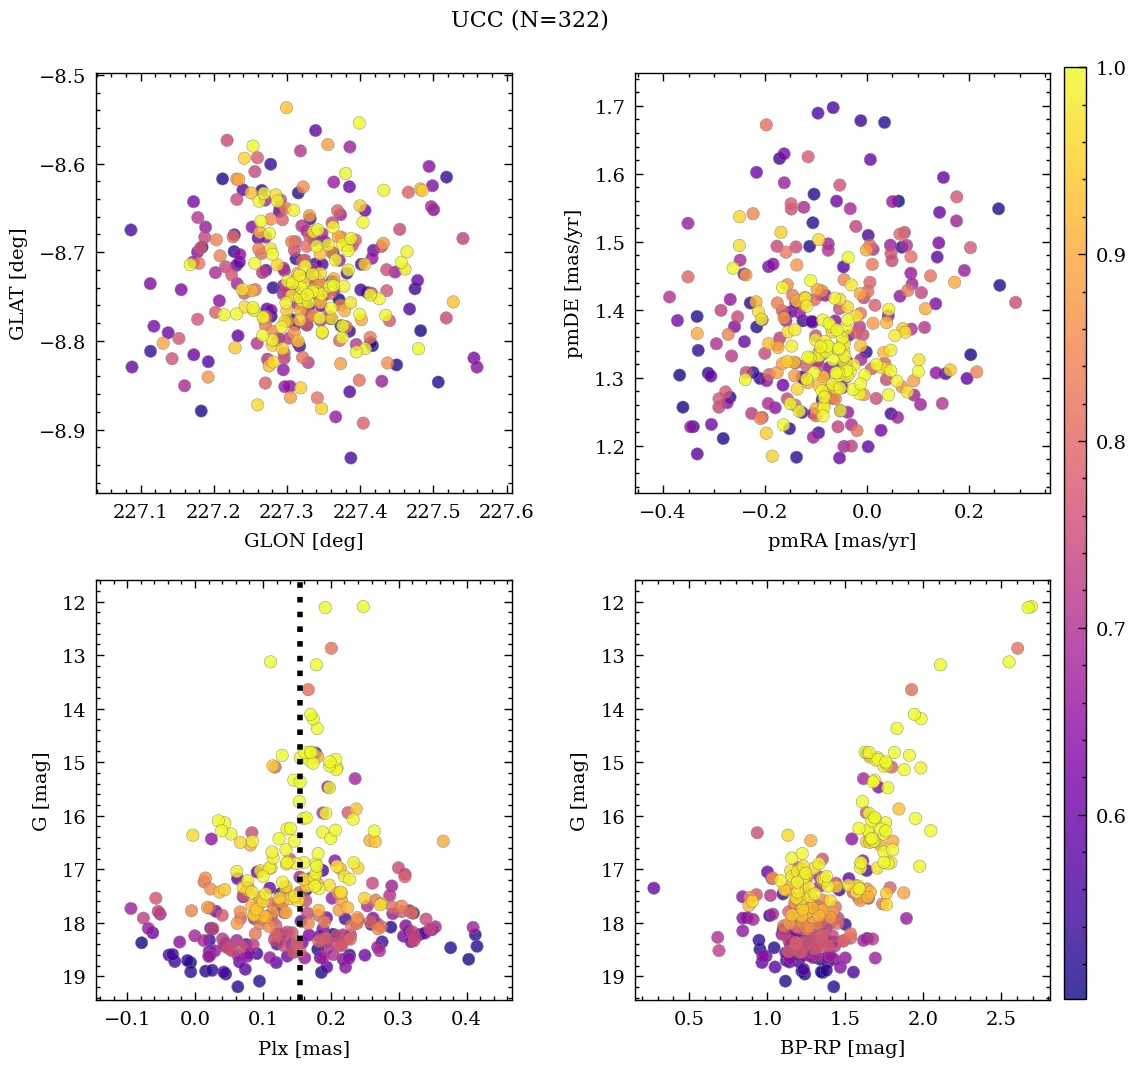 UCC (N=322)
−8.5
−8.6
−8.7
−8.8
−8.9
GLAT [deg]
227.1 227.2 227.3 227.4 227.5 227.6
GLON [deg]
1.7
1.6
1.5
1.4
1.3
1.2
pmDE [mas/yr]
−0.4 −0.2 0.0 0.2
pmRA [mas/yr]
1.0
0.9
0.8
0.7
0.6
12
13
14
15
16
17
18
19
G [mag]
−0.1 0.0 0.1 0.2 0.3 0.4
Plx [mas]
12
13
14
15
16
17
18
19
G [mag]
0.5 1.0 1.5 2.0 2.5
BP-RP [mag]